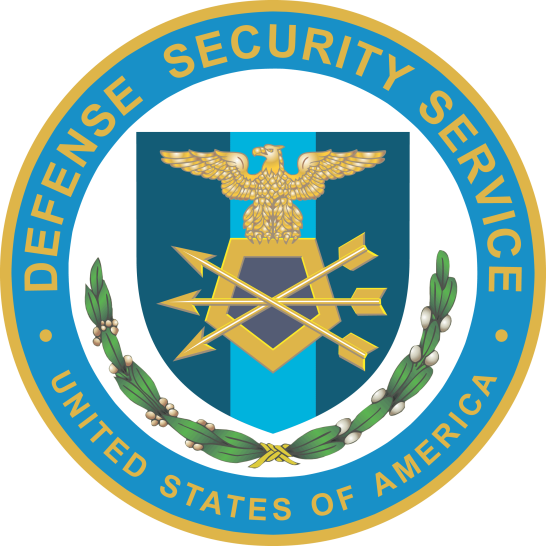 DEFENSE SECURITY SERVICE
UNITED STATES OF AMERICA